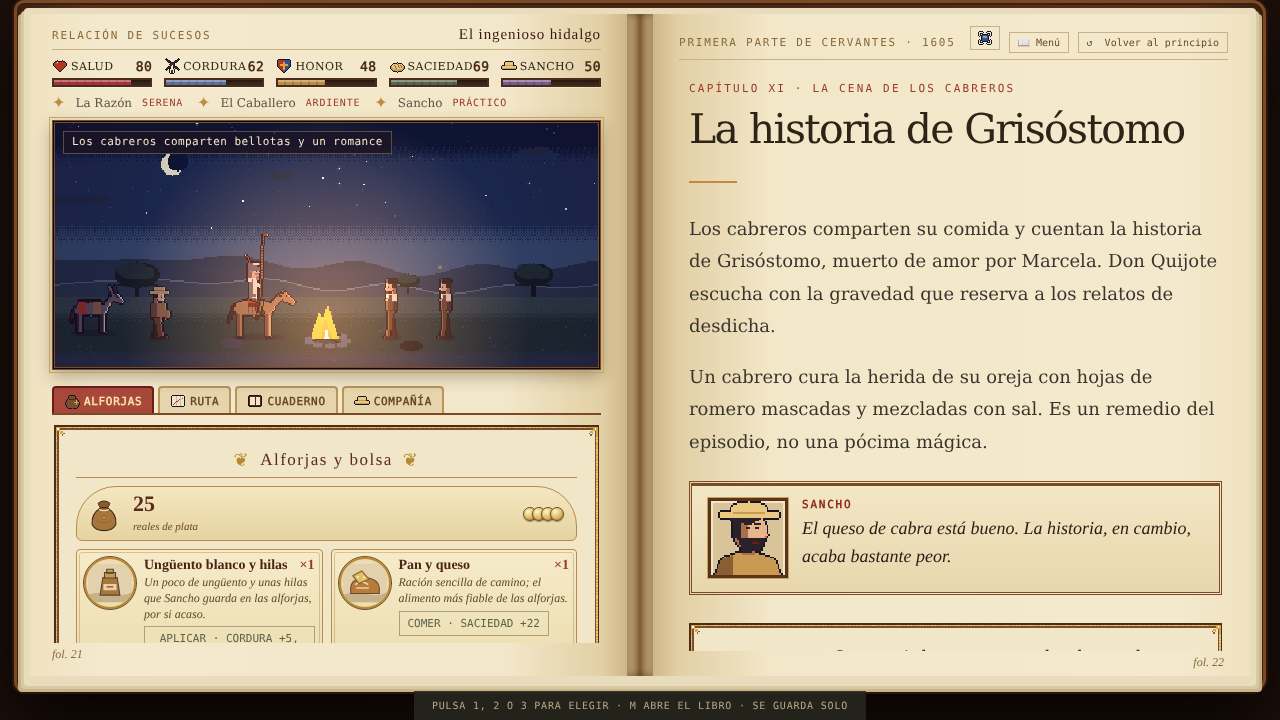 RELACIÓN DE SUCESOS
El ingenioso hidalgo
SALUD 80
CORDURA 62
HONOR 48
SACIEDAD 69
SANCHO 50
La Razón SERENA
El Caballero ARDIENTE
Sancho PRÁCTICO
Los cabreros comparten bellotas y un romance
ALFORJAS
RUTA
CUADERNO
COMPAÑÍA
Alforjas y bolsa
25
reales de plata
Ungüento blanco y hilas ×1
Un poco de ungüento y unas hilas
que Sancho guarda en las alforjas,
por si acaso.
APLICAR · CORDURA +5,
Pan y queso ×1
Ración sencilla de camino; el
alimento más fiable de las alforjas.
COMER · SACIEDAD +22
fol. 21
PRIMERA PARTE DE CERVANTES · 1605
Menú
Volver al principio
CAPÍTULO XI · LA CENA DE LOS CABREROS
La historia de Grisóstomo
Los cabreros comparten su comida y cuentan la historia
de Grisóstomo, muerto de amor por Marcela. Don Quijote
escucha con la gravedad que reserva a los relatos de
desdicha.
Un cabrero cura la herida de su oreja con hojas de
romero mascadas y mezcladas con sal. Es un remedio del
episodio, no una pócima mágica.
SANCHO
El queso de cabra está bueno. La historia, en cambio,
acaba bastante peor.
fol. 22
PULSA 1, 2 O 3 PARA ELEGIR · M ABRE EL LIBRO · SE GUARDA SOLO